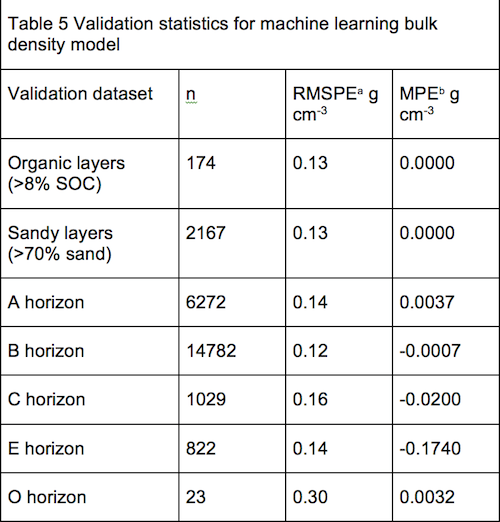 Table 5 Validation statistics for machine learning bulk
density model
Validation dataset n RMSPEᵃ g MPEᵇ g
cm⁻³ cm⁻³
Organic layers 174 0.13 0.0000
(>8% SOC)
Sandy layers 2167 0.13 0.0000
(>70% sand)
A horizon 6272 0.14 0.0037
B horizon 14782 0.12 -0.0007
C horizon 1029 0.16 -0.0200
E horizon 822 0.14 -0.1740
O horizon 23 0.30 0.0032